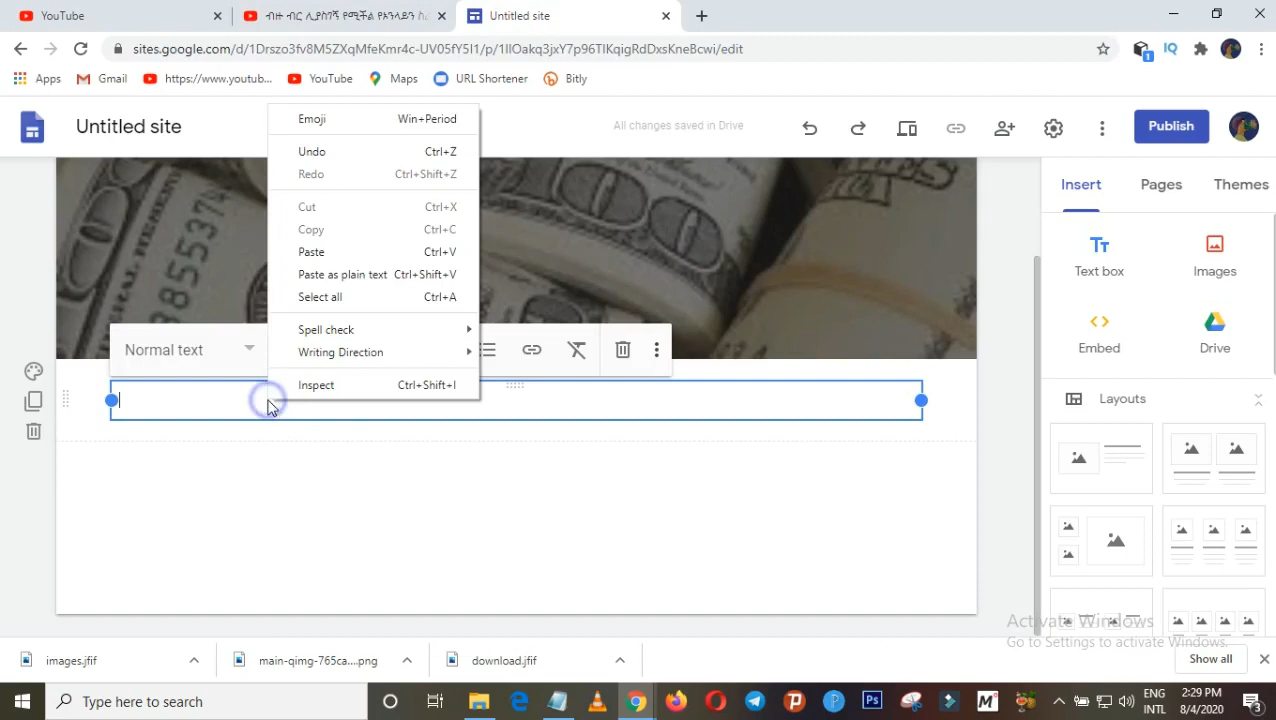 YouTube
ብዙ ብር ሊያስገኝ የሚችል የኦንላይን ሰ
Untitled site
sites.google.com/d/1Drszo3fv8M5ZXqMfeKmr4c-UV05fY5I1/p/1IlOakq3jxY7p96TIKqigRdDxsKneBcwi/edit
1
IQ
Apps
Gmail
https://www.youtub...
YouTube
Maps
URL Shortener
Bitly
Untitled site
All changes saved in Drive
Publish
Emoji Win+Period
Undo Ctrl+Z
Redo Ctrl+Shift+Z
Cut Ctrl+X
Copy Ctrl+C
Paste Ctrl+V
Paste as plain text Ctrl+Shift+V
Select all Ctrl+A
Spell check
Writing Direction
Inspect Ctrl+Shift+I
Normal text
Insert
Pages
Themes
Text box
Images
Embed
Drive
Layouts
100
Activate Windows
Go to Settings to activate Windows.
images.jfif
main-qimg-765ca....png
download.jfif
Show all
Type here to search
ENG
INTL
2:29 PM
8/4/2020
3